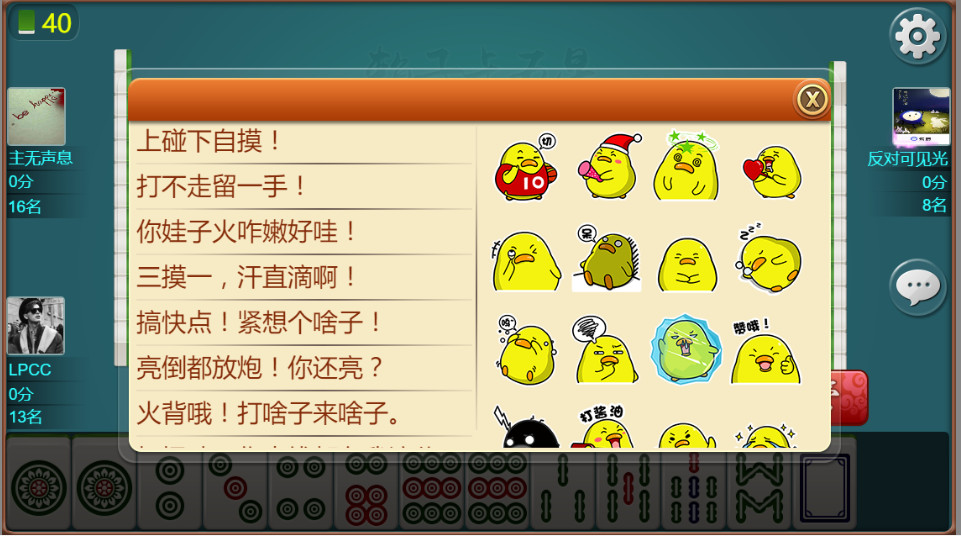 40
主无声息
0分
16名
LPCC
0分
13名
反对可见光
0分
8名
X
上碰下自摸！
打不走留一手！
你娃子火咋嫩好哇！
三摸一，汗直滴啊！
搞快点！紧想个啥子！
亮倒都放炮！你还亮？
火背哦！打啥子来啥子。
切
10
呆
zzz
赞哦！
打酱油